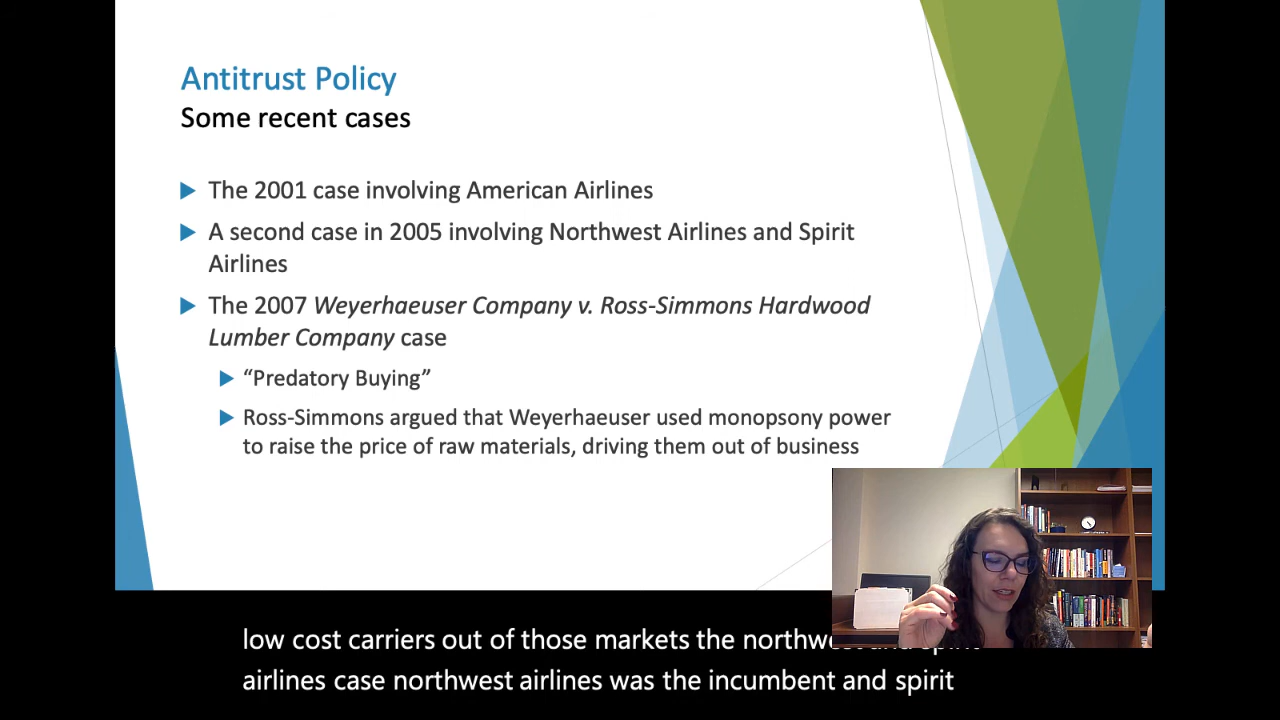 Antitrust Policy
Some recent cases
The 2001 case involving American Airlines
A second case in 2005 involving Northwest Airlines and Spirit
Airlines
The 2007 Weyerhaeuser Company v. Ross-Simmons Hardwood
Lumber Company case
“Predatory Buying”
Ross-Simmons argued that Weyerhaeuser used monopsony power
to raise the price of raw materials, driving them out of business
low cost carriers out of those markets the northwest and spirit
airlines case northwest airlines was the incumbent and spirit